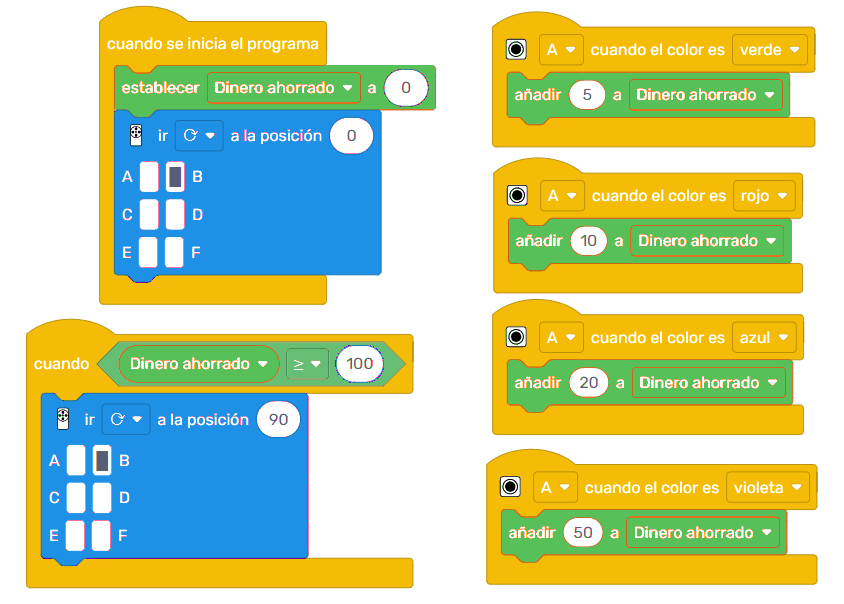 cuando se inicia el programa
establecer Dinero ahorrado a 0
ir a la posición 0
A B
C D
E F
cuando Dinero ahorrado ≥ 100
ir a la posición 90
A B
C D
E F
A cuando el color es verde
añadir 5 a Dinero ahorrado
A cuando el color es rojo
añadir 10 a Dinero ahorrado
A cuando el color es azul
añadir 20 a Dinero ahorrado
A cuando el color es violeta
añadir 50 a Dinero ahorrado